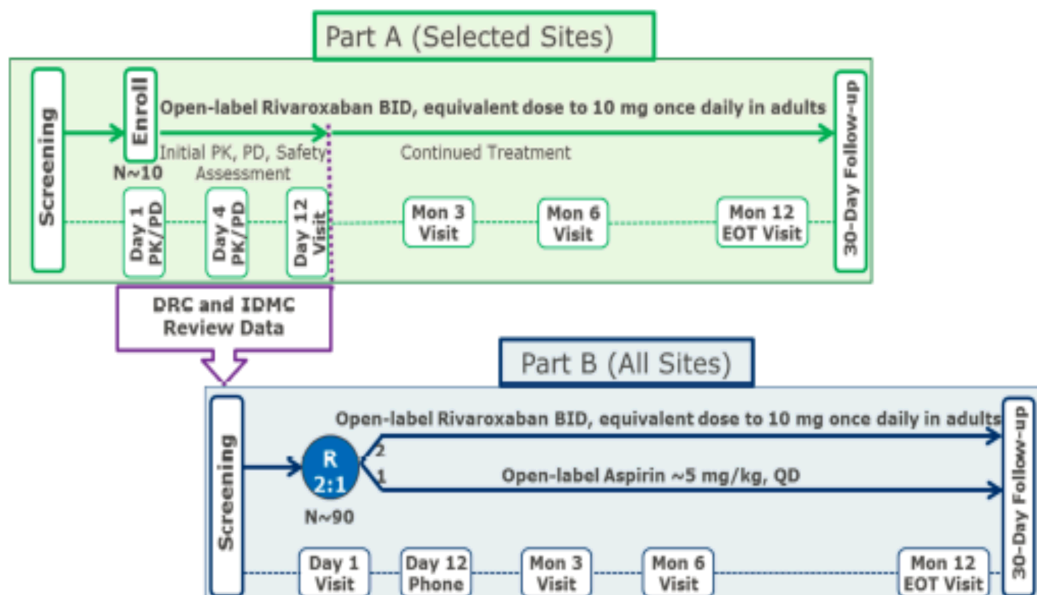 Part A (Selected Sites)
Screening
Enroll
Open-label Rivaroxaban BID, equivalent dose to 10 mg once daily in adults
Initial PK, PD, Safety
Assessment
Continued Treatment
N~10
Day 1
PK/PD
Day 4
PK/PD
Day 12
Visit
Mon 3
Visit
Mon 6
Visit
Mon 12
EOT Visit
30-Day Follow-up
DRC and IDMC
Review Data
Part B (All Sites)
Screening
R
2:1
N~90
2
1
Open-label Rivaroxaban BID, equivalent dose to 10 mg once daily in adults
Open-label Aspirin ~5 mg/kg, QD
Day 1
Visit
Day 12
Phone
Mon 3
Visit
Mon 6
Visit
Mon 12
EOT Visit
30-Day Follow-up